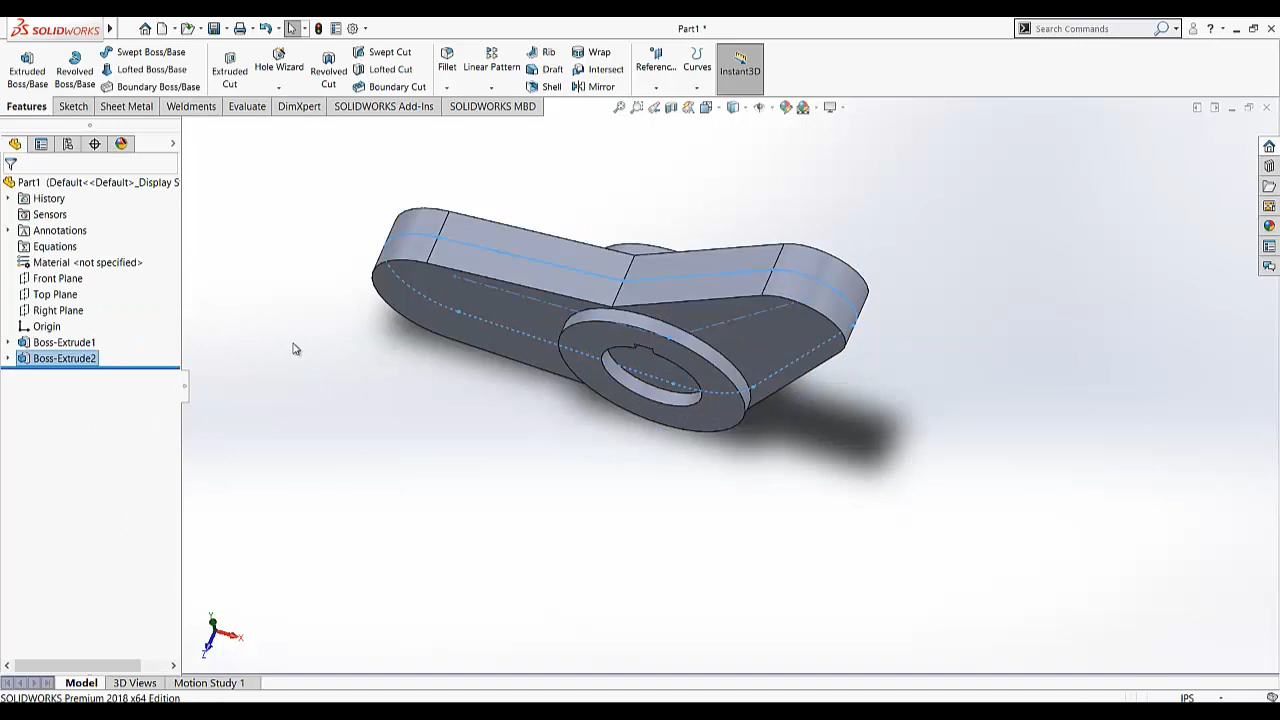 SOLIDWORKS
Part1 *
Search Commands
Extruded Boss/Base
Revolved Boss/Base
Swept Boss/Base
Lofted Boss/Base
Boundary Boss/Base
Extruded Cut
Hole Wizard
Revolved Cut
Swept Cut
Lofted Cut
Boundary Cut
Fillet
Linear Pattern
Rib
Draft
Shell
Wrap
Intersect
Mirror
Referenc...
Curves
Instant3D
Features
Sketch
Sheet Metal
Weldments
Evaluate
DimXpert
SOLIDWORKS Add-Ins
SOLIDWORKS MBD
Part1 (Default<<Default>_Display S
History
Sensors
Annotations
Equations
Material <not specified>
Front Plane
Top Plane
Right Plane
Origin
Boss-Extrude1
Boss-Extrude2
Y
X
Z
Model
3D Views
Motion Study 1
SOLIDWORKS Premium 2018 x64 Edition
IPS